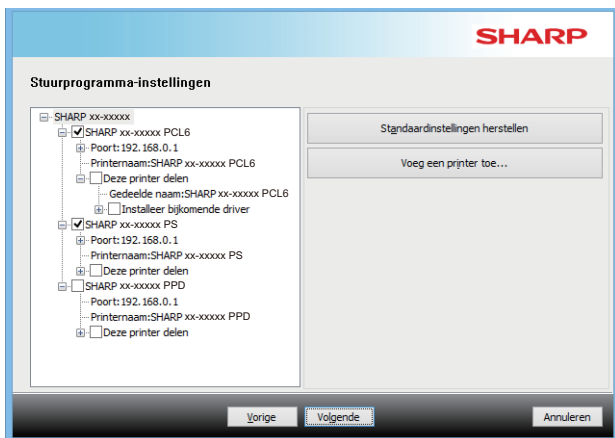 SHARP
Stuurprogramma-instellingen
SHARP xx-xxxxx
SHARP xx-xxxxx PCL6
Poort:192.168.0.1
Printernaam:SHARP xx-xxxxx PCL6
Deze printer delen
Gedeelde naam:SHARP xx-xxxxx PCL6
Installeer bijkomende driver
SHARP xx-xxxxx PS
Poort:192.168.0.1
Printernaam:SHARP xx-xxxxx PS
Deze printer delen
SHARP xx-xxxxx PPD
Poort:192.168.0.1
Printernaam:SHARP xx-xxxxx PPD
Deze printer delen
Standaardinstellingen herstellen
Voeg een printer toe...
Vorige
Volgende
Annuleren